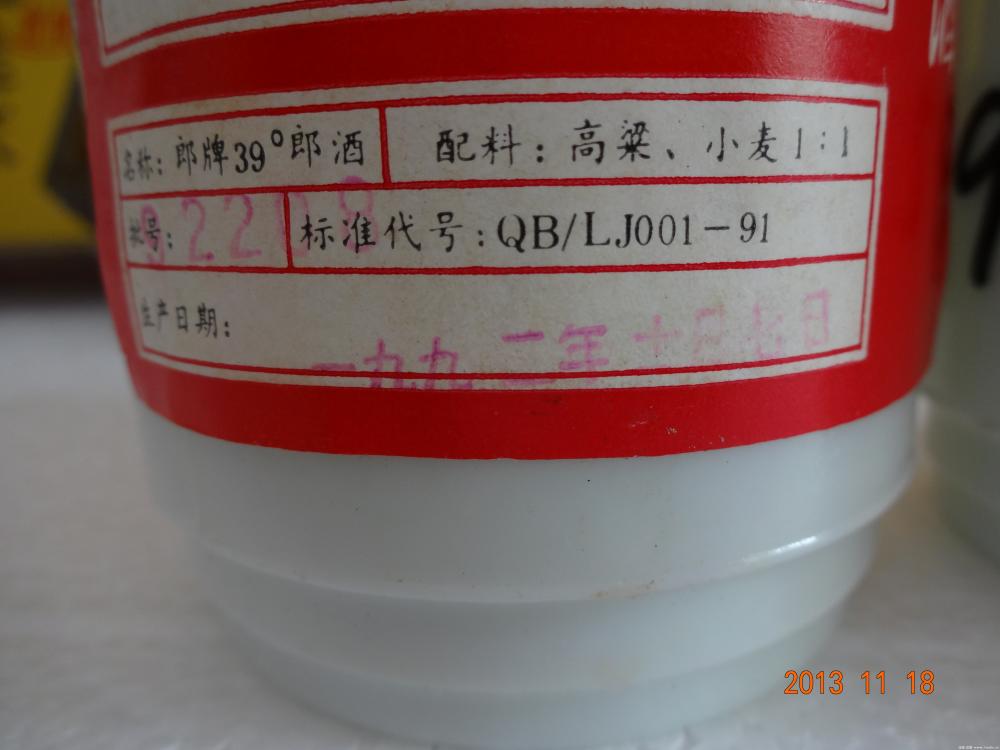 名称：郎牌39°郎酒
配料：高粱、小麦1：1
批号：92208
标准代号：QB/LJ001-91
生产日期：
一九九二年十月七日
2013 11 18